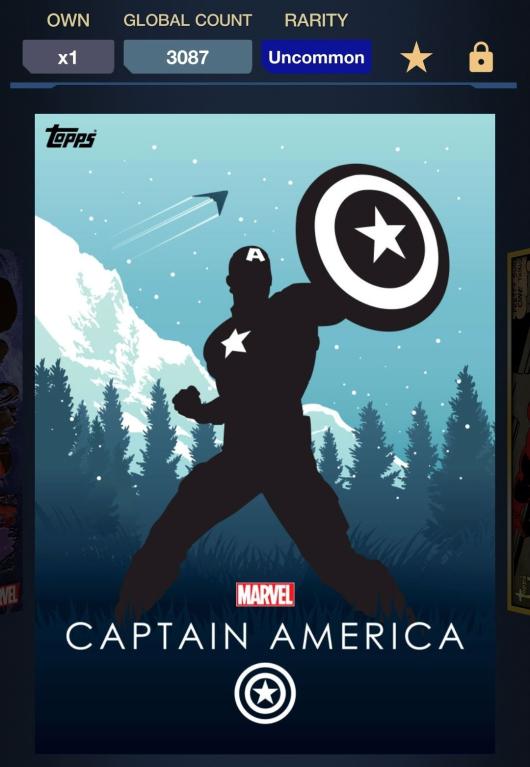 OWN GLOBAL COUNT RARITY
x1 3087 Uncommon
Topps
A
MARVEL
CAPTAIN AMERICA